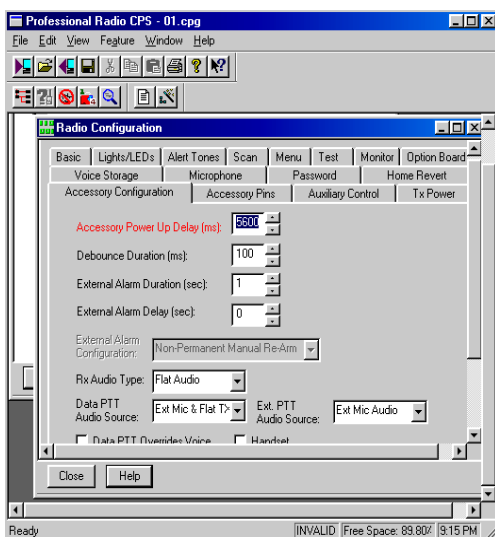 Professional Radio CPS - 01.cpg
File Edit View Feature Window Help
Radio Configuration
Basic Lights/LEDs Alert Tones Scan Menu Test Monitor Option Board
Voice Storage Microphone Password Home Revert
Accessory Configuration Accessory Pins Auxiliary Control Tx Power
Accessory Power Up Delay (ms): 5600
Debounce Duration (ms): 100
External Alarm Duration (sec): 1
External Alarm Delay (sec): 0
External Alarm
Configuration: Non-Permanent Manual Re-Arm
Rx Audio Type: Flat Audio
Data PTT
Audio Source: Ext Mic & Flat Tx
Ext. PTT
Audio Source: Ext Mic Audio
Data PTT Overrides Voice Handset
Close Help
Ready INVALID Free Space: 89.80% 9:15 PM